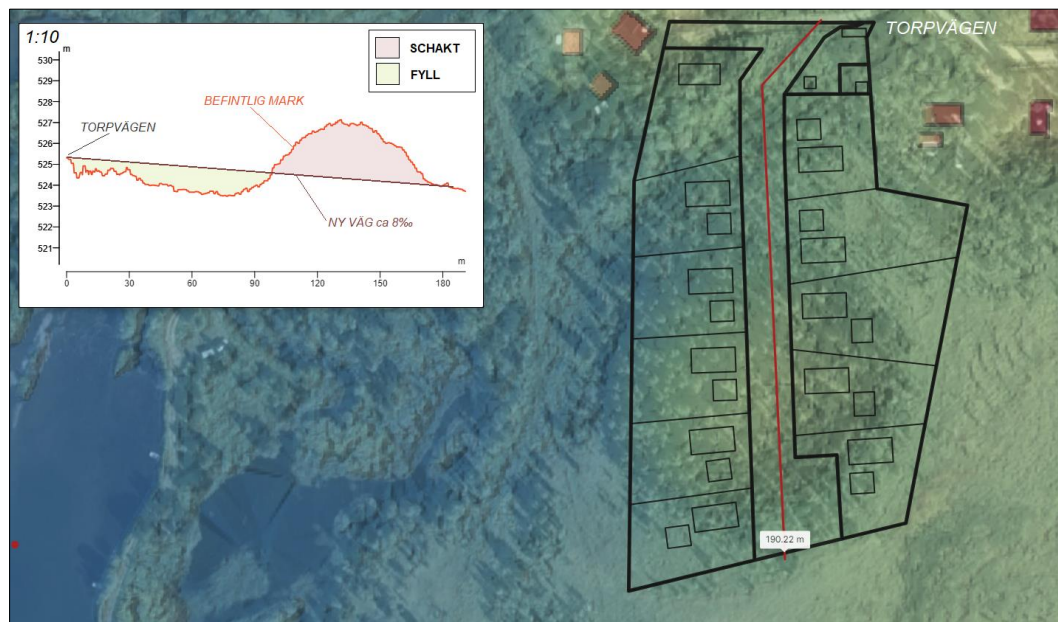 1:10
m
530
529
528
527
526
525
524
523
522
521
TORPVÄGEN
BEFINTLIG MARK
NY VÄG ca 8‰
SCHAKT
FYLL
m
0
30
60
90
120
150
180
TORPVÄGEN
190.22 m